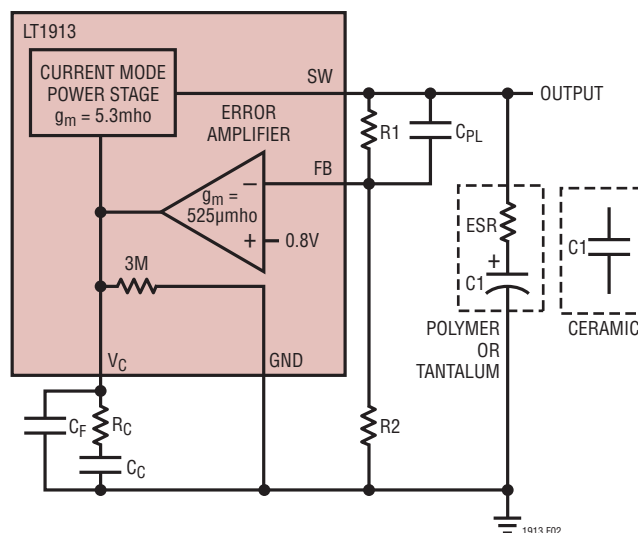 LT1913
CURRENT MODE
POWER STAGE
gm = 5.3mho
SW
OUTPUT
ERROR
AMPLIFIER
R1
CPL
FB
gm =
525µmho
–
+
0.8V
ESR
+
C1
C1
3M
POLYMER
OR
TANTALUM
CERAMIC
VC
GND
CF
RC
CC
R2
1913 F02